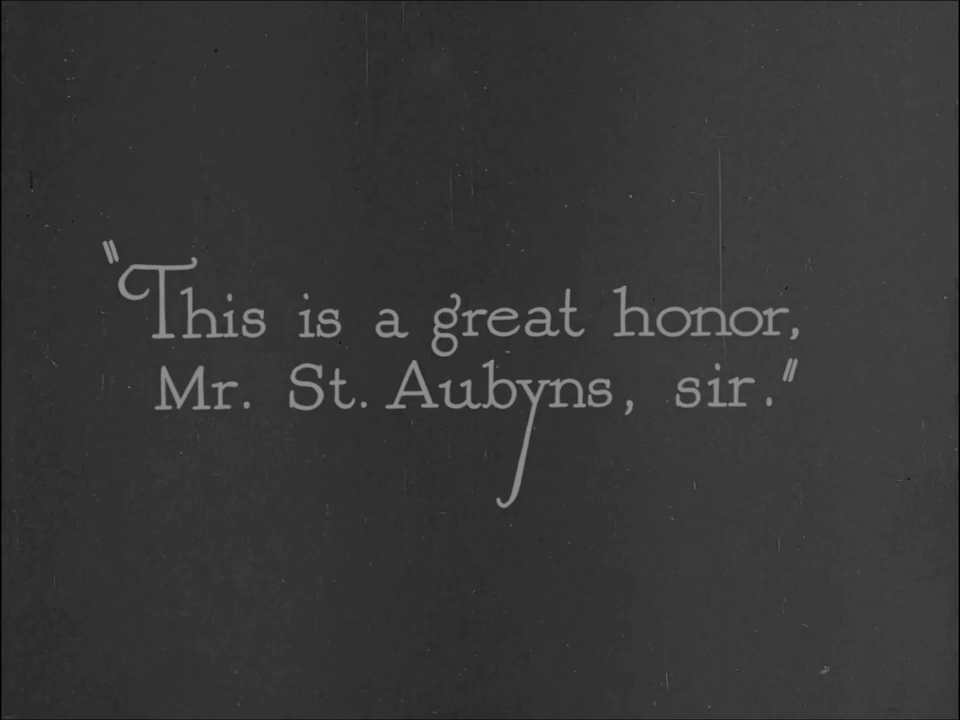 "This is a great honor,
Mr. St. Aubyns, sir."